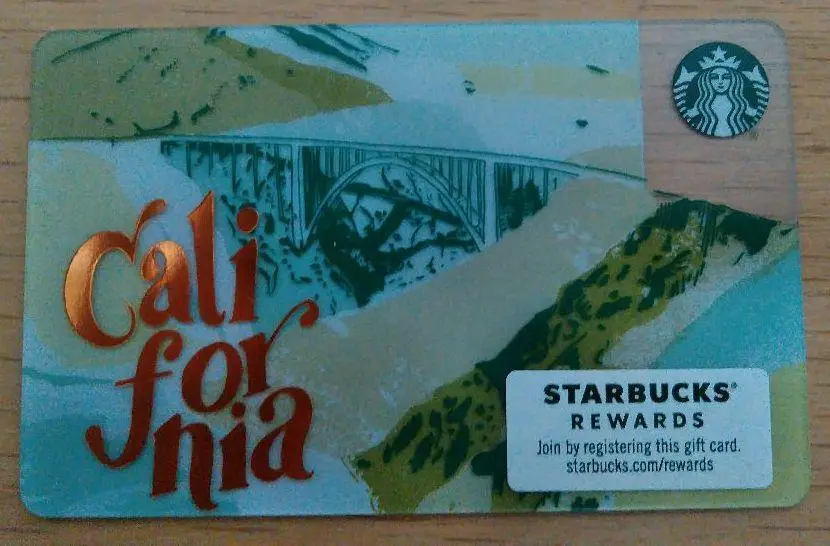 Cali
for
nia
STARBUCKS®
REWARDS
Join by registering this gift card.
starbucks.com/rewards